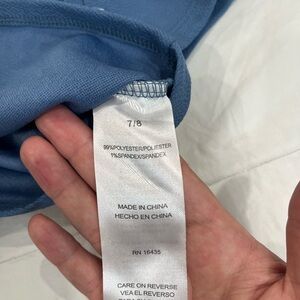 7/8
99%POLYESTER/POLIESTER
1%SPANDEX/SPANDEX
MADE IN CHINA
HECHO EN CHINA
RN 16435
CARE ON REVERSE
VEA EL REVERSO